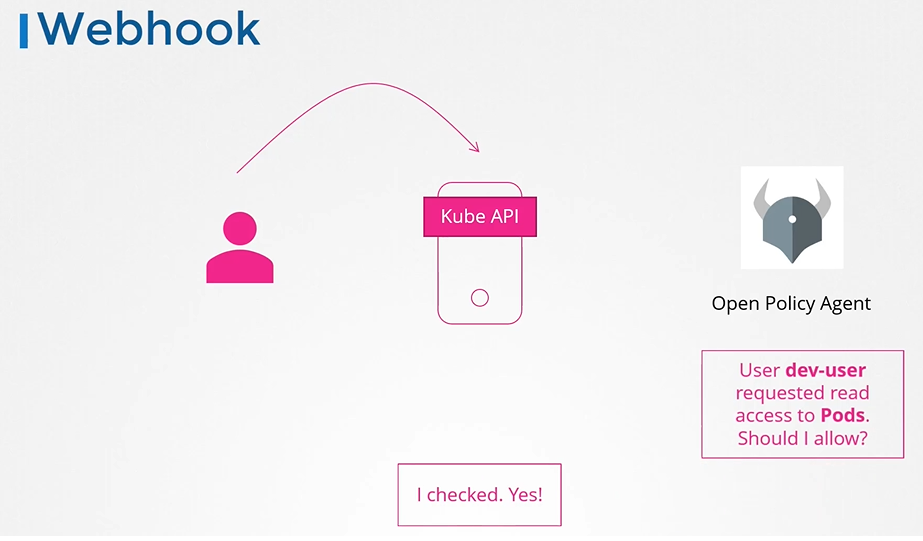 Webhook
Kube API
Open Policy Agent
User dev-user
requested read
access to Pods.
Should I allow?
I checked. Yes!